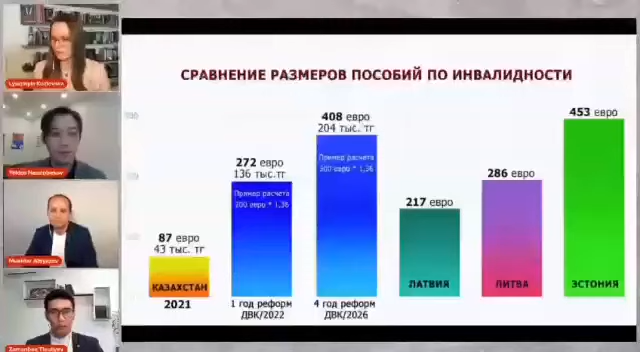 СРАВНЕНИЕ РАЗМЕРОВ ПОСОБИЙ ПО ИНВАЛИДНОСТИ
87 евро
43 тыс. тг
КАЗАХСТАН
2021
272 евро
136 тыс.тг
Пример расчета
200 евро * 1,36
1 год реформ
ДВК/2022
408 евро
204 тыс. тг
Пример расчета
300 евро * 1,36
4 год реформ
ДВК/2026
217 евро
ЛАТВИЯ
286 евро
ЛИТВА
453 евро
ЭСТОНИЯ
Mukhtar Ablyazov